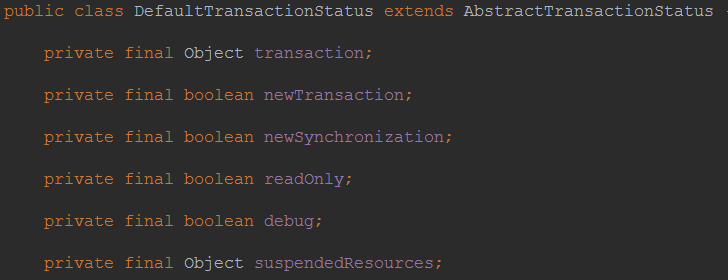 public class DefaultTransactionStatus extends AbstractTransactionStatus
private final Object transaction;
private final boolean newTransaction;
private final boolean newSynchronization;
private final boolean readOnly;
private final boolean debug;
private final Object suspendedResources;